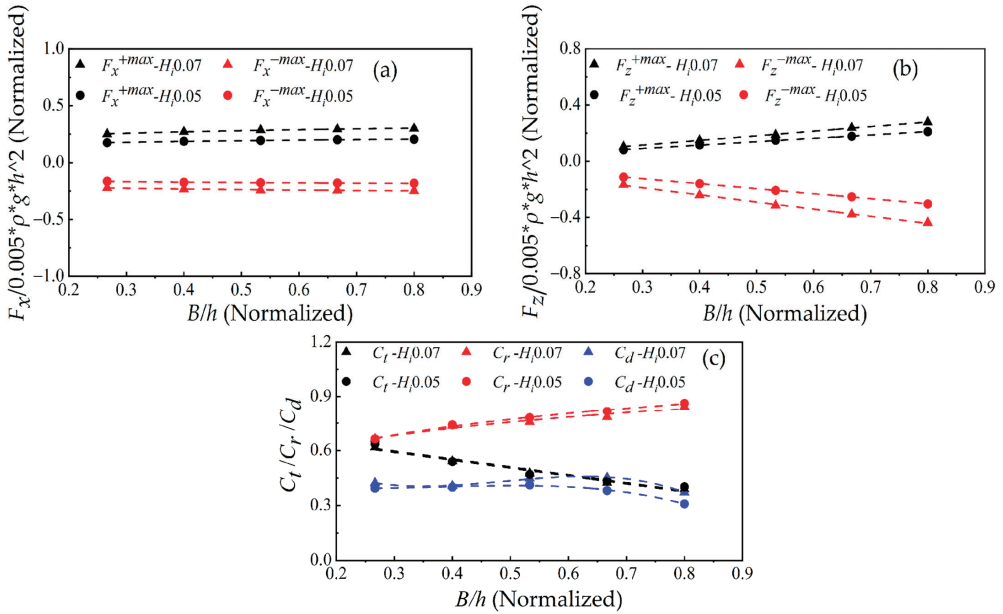 F_x/0.005*ρ*g*h^2 (Normalized)
1.0
0.5
0.0
−0.5
−1.0
F_x^{+max}-H_i0.07 F_x^{−max}-H_i0.07 (a)
F_x^{+max}-H_i0.05 F_x^{−max}-H_i0.05
0.2 0.3 0.4 0.5 0.6 0.7 0.8 0.9
B/h (Normalized)
F_z/0.005*ρ*g*h^2 (Normalized)
0.8
0.4
0.0
−0.4
−0.8
F_z^{+max}- H_i0.07 F_z^{−max}- H_i0.07 (b)
F_z^{+max}- H_i0.05 F_z^{−max}- H_i0.05
0.2 0.3 0.4 0.5 0.6 0.7 0.8 0.9
B/h (Normalized)
C_t /C_r /C_d
1.2
0.9
0.6
0.3
0.0
C_t -H_i0.07 C_r -H_i0.07 C_d -H_i0.07 (c)
C_t -H_i0.05 C_r -H_i0.05 C_d -H_i0.05
0.2 0.3 0.4 0.5 0.6 0.7 0.8 0.9
B/h (Normalized)